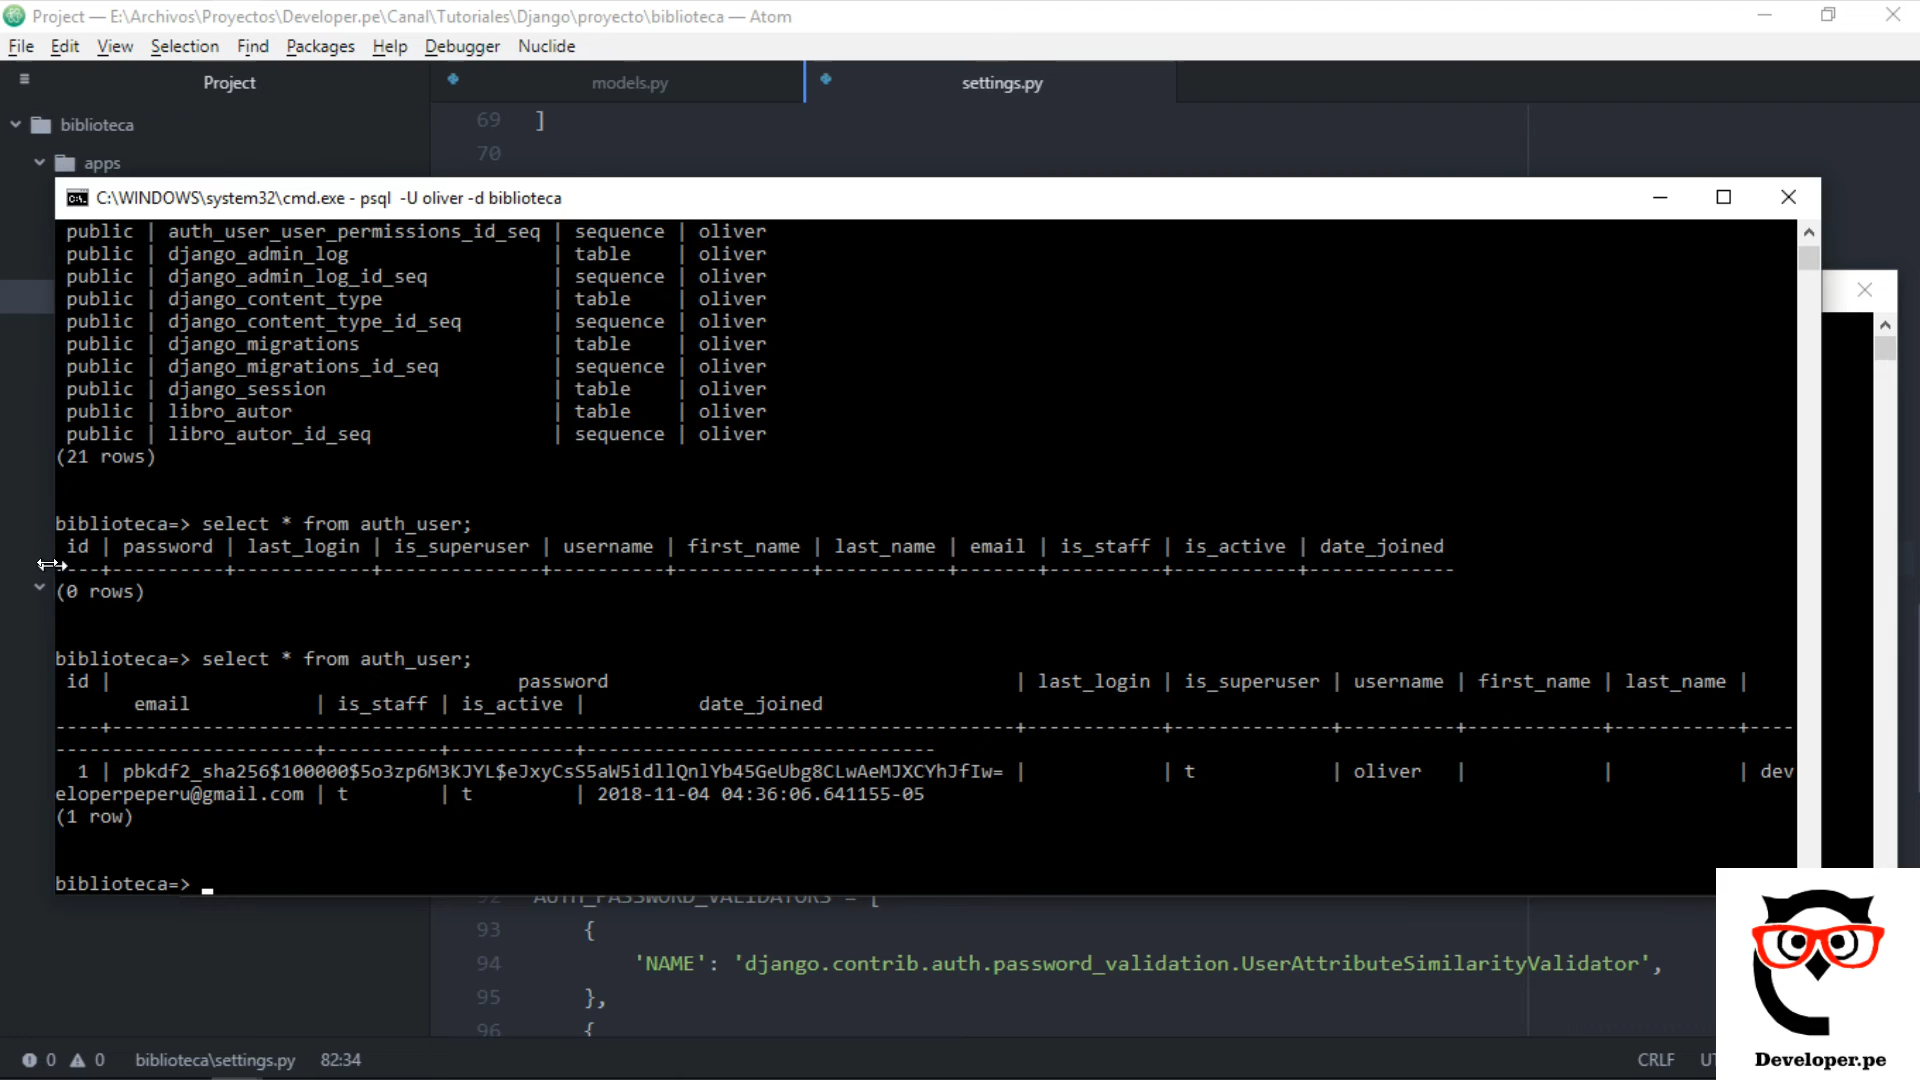 Project — E:\Archivos\Proyectos\Developer.pe\Canal\Tutoriales\Django\proyecto\biblioteca — Atom
File Edit View Selection Find Packages Help Debugger Nuclide
Project models.py settings.py
biblioteca 69 ]
70
apps
C:\WINDOWS\system32\cmd.exe - psql -U oliver -d biblioteca
public | auth_user_user_permissions_id_seq | sequence | oliver
public | django_admin_log | table | oliver
public | django_admin_log_id_seq | sequence | oliver
public | django_content_type | table | oliver
public | django_content_type_id_seq | sequence | oliver
public | django_migrations | table | oliver
public | django_migrations_id_seq | sequence | oliver
public | django_session | table | oliver
public | libro_autor | table | oliver
public | libro_autor_id_seq | sequence | oliver
(21 rows)
biblioteca=> select * from auth_user;
id | password | last_login | is_superuser | username | first_name | last_name | email | is_staff | is_active | date_joined
(0 rows)
biblioteca=> select * from auth_user;
id | password | last_login | is_superuser | username | first_name | last_name |
email | is_staff | is_active | date_joined
1 | pbkdf2_sha256$100000$5o3zp6M3KJYL$eJxyCsS5aW5idllQnlYb45GeUbg8CLwAeMJXCYhJfIw= | | t | oliver | | | dev
eloperpeperu@gmail.com | t | t | 2018-11-04 04:36:06.641155-05
(1 row)
biblioteca=>
92 AUTH_PASSWORD_VALIDATORS = [
93 {
94 'NAME': 'django.contrib.auth.password_validation.UserAttributeSimilarityValidator',
95 },
96 {
0 0 biblioteca\settings.py 82:34 CRLF
Developer.pe